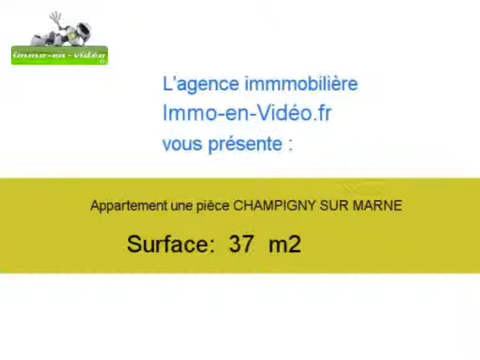 immo-en-vidéo
L'agence immmobilière
Immo-en-Vidéo.fr
vous présente :
Appartement une pièce CHAMPIGNY SUR MARNE
Surface: 37 m2